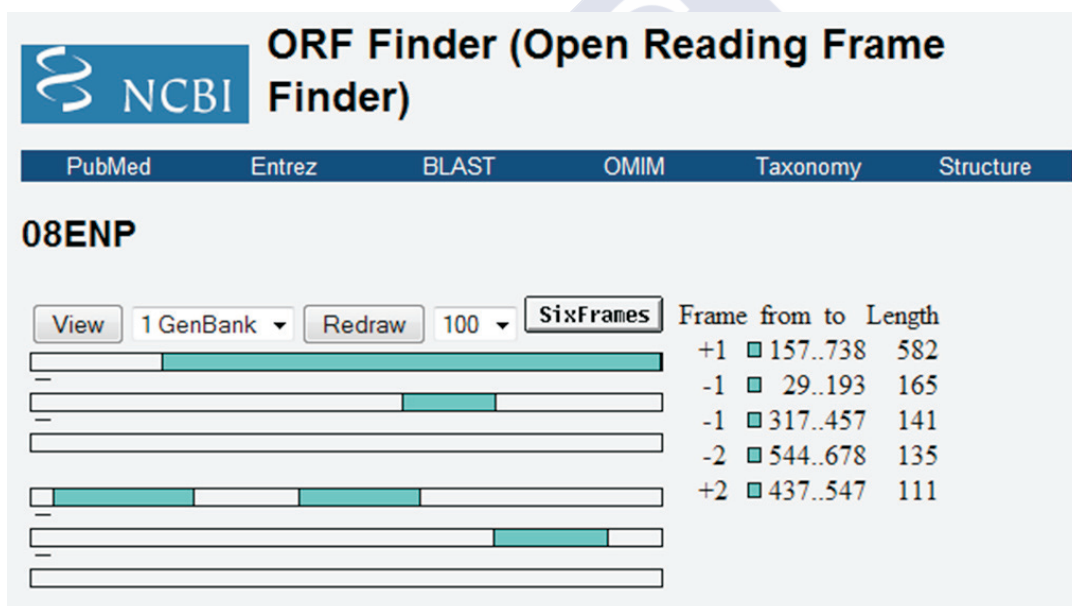 NCBI
ORF Finder (Open Reading Frame
Finder)
PubMed Entrez BLAST OMIM Taxonomy Structure
08ENP
View 1 GenBank Redraw 100 SixFrames
Frame from to Length
+1 157..738 582
-1 29..193 165
-1 317..457 141
-2 544..678 135
+2 437..547 111